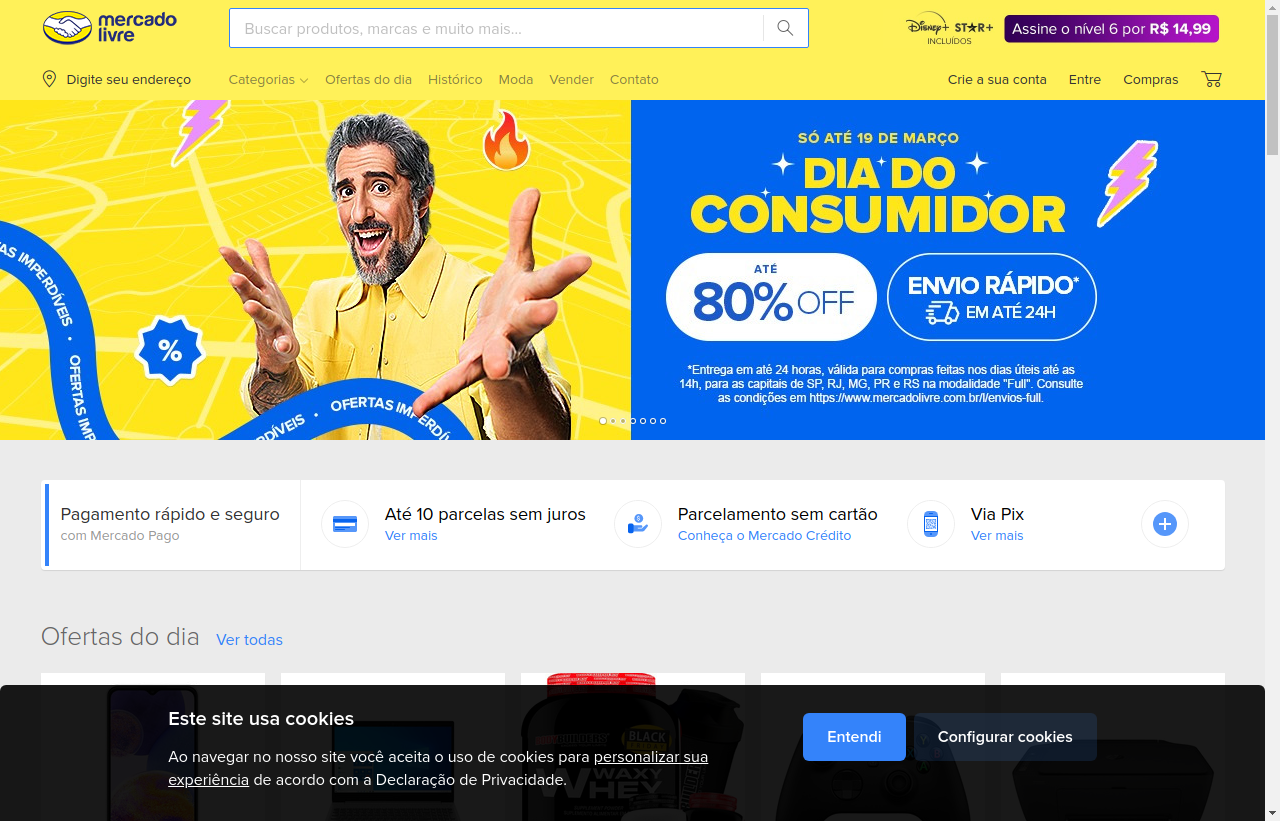 mercado
livre
Buscar produtos, marcas e muito mais...
Disney+ STAR+
INCLUÍDOS
Assine o nível 6 por R$ 14,99
Digite seu endereço
Categorias
Ofertas do dia
Histórico
Moda
Vender
Contato
Crie a sua conta
Entre
Compras
SÓ ATÉ 19 DE MARÇO
DIA DO
CONSUMIDOR
ATÉ
80% OFF
ENVIO RÁPIDO*
EM ATÉ 24H
*Entrega em até 24 horas, válida para compras feitas nos dias úteis até as
14h, para as capitais de SP, RJ, MG, PR e RS na modalidade "Full". Consulte
as condições em https://www.mercadolivre.com.br/l/envios-full.
TAS IMPERDÍVEIS •
OFERTAS IMP
%
RDÍVEIS • OFERTAS IMPERD
Pagamento rápido e seguro
com Mercado Pago
Até 10 parcelas sem juros
Ver mais
Parcelamento sem cartão
Conheça o Mercado Crédito
Via Pix
Ver mais
Ofertas do dia
Ver todas
BLACK
WAXY
WHEY
Este site usa cookies
Ao navegar no nosso site você aceita o uso de cookies para personalizar sua
experiência de acordo com a Declaração de Privacidade.
Entendi
Configurar cookies